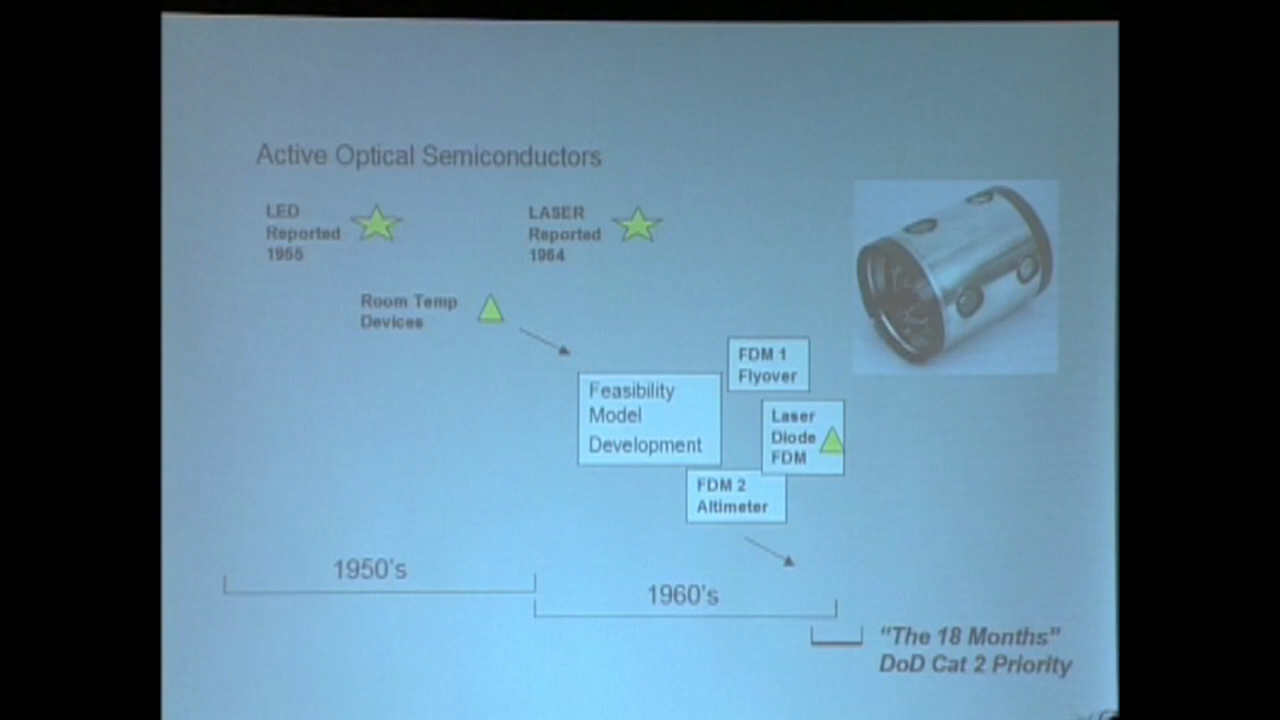 Active Optical Semiconductors
LED
Reported
1955
LASER
Reported
1964
Room Temp
Devices
FDM 1
Flyover
Feasibility
Model
Development
Laser
Diode
FDM
FDM 2
Altimeter
1950's
1960's
“The 18 Months”
DoD Cat 2 Priority